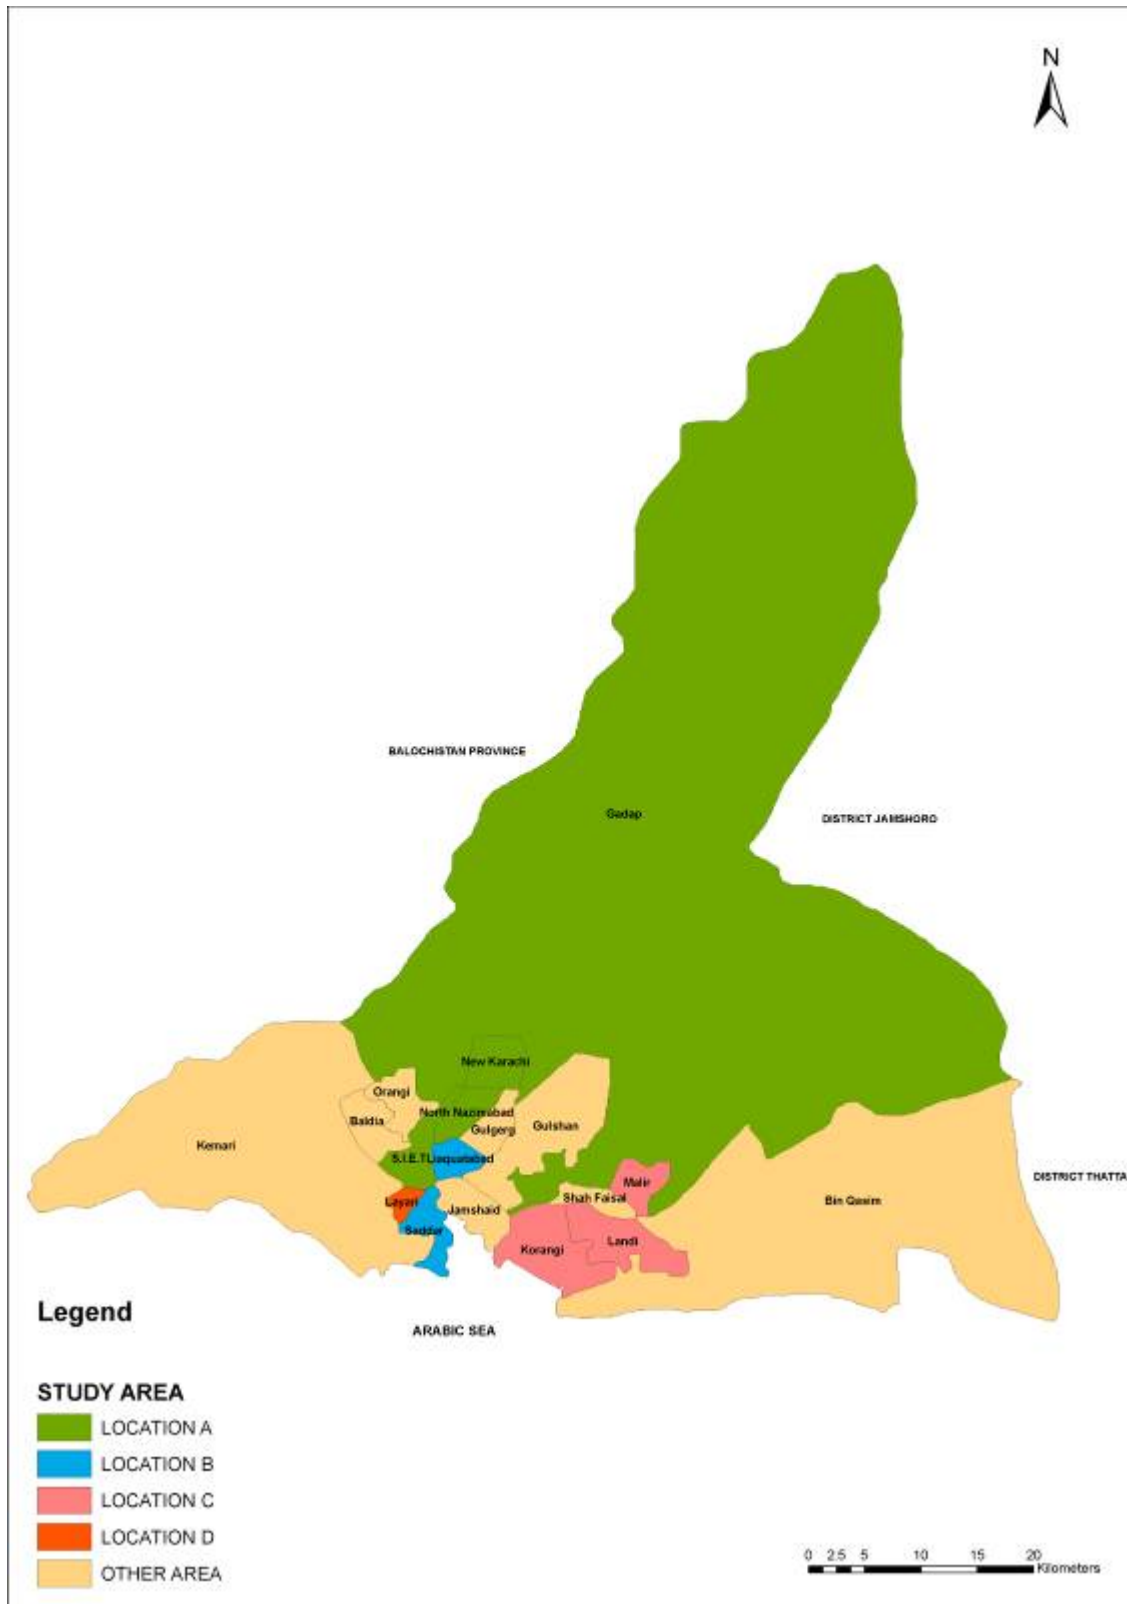 N
BALOCHISTAN PROVINCE
Gadap
DISTRICT JAMSHORO
New Karachi
Orangi
North Nazimabad
Baldia
Gulberg
Gulshan
Kemari
S.I.E.T
Liaquatabad
DISTRICT THATTA
Malir
Shah Faisal
Bin Qasim
Layari
Jamshaid
Saddar
Landi
Korangi
Legend
ARABIC SEA
STUDY AREA
LOCATION A
LOCATION B
LOCATION C
LOCATION D
OTHER AREA
0 2.5 5 10 15 20
Kilometers